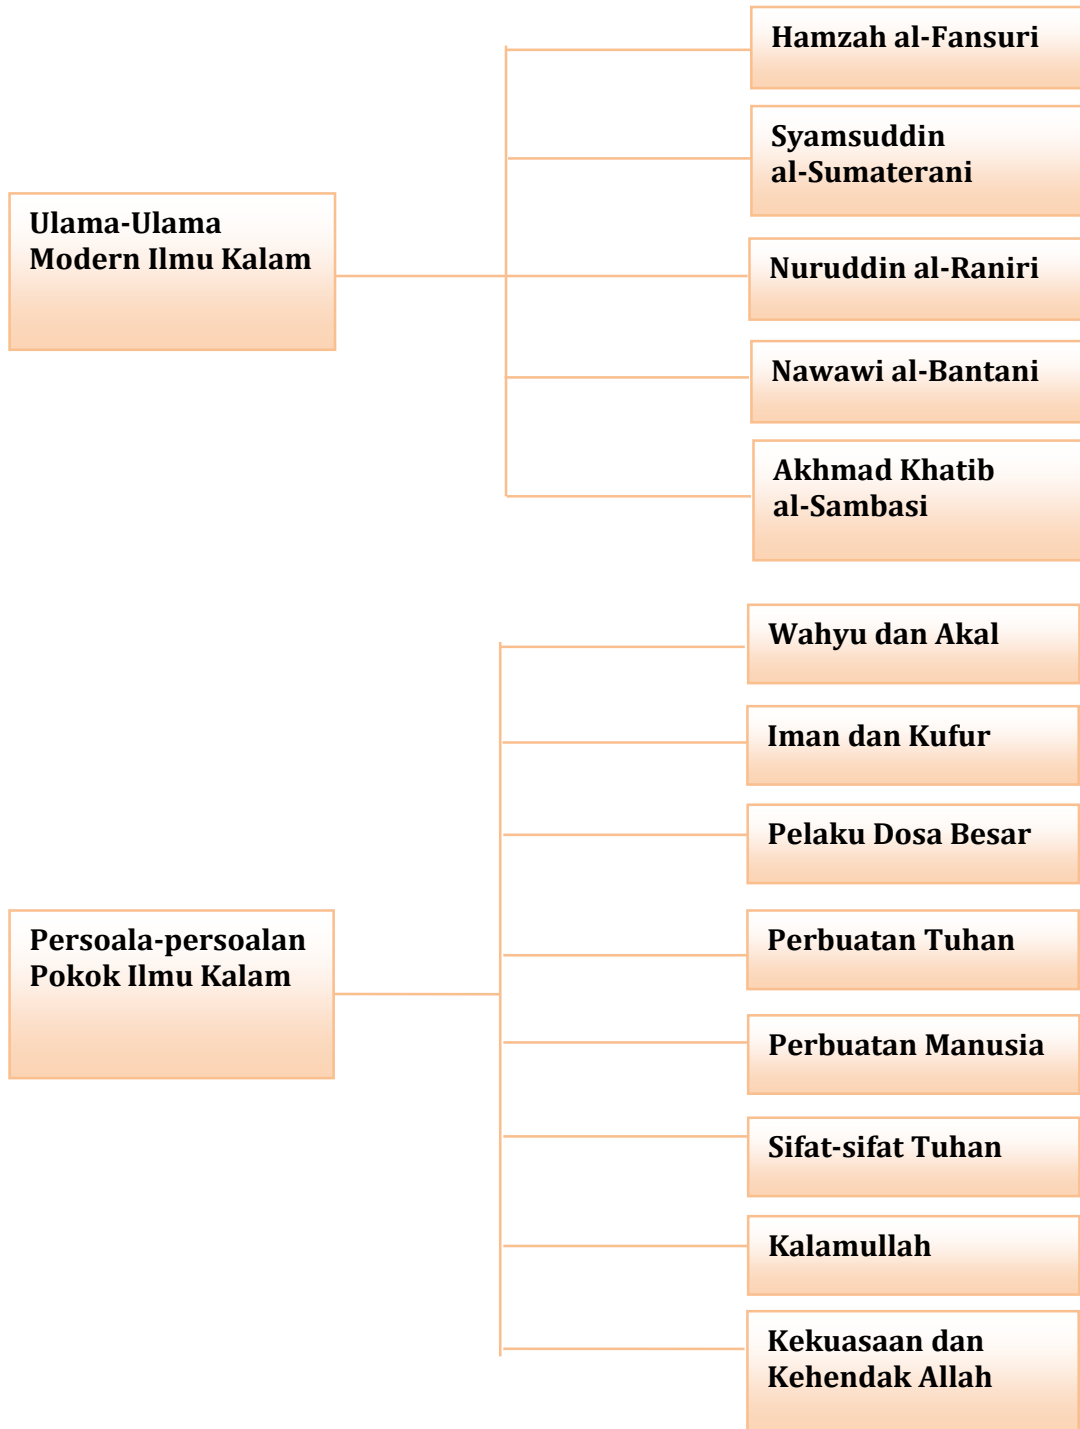 Ulama-Ulama
Modern Ilmu Kalam
Hamzah al-Fansuri
Syamsuddin
al-Sumaterani
Nuruddin al-Raniri
Nawawi al-Bantani
Akhmad Khatib
al-Sambasi
Persoala-persoalan
Pokok Ilmu Kalam
Wahyu dan Akal
Iman dan Kufur
Pelaku Dosa Besar
Perbuatan Tuhan
Perbuatan Manusia
Sifat-sifat Tuhan
Kalamullah
Kekuasaan dan
Kehendak Allah